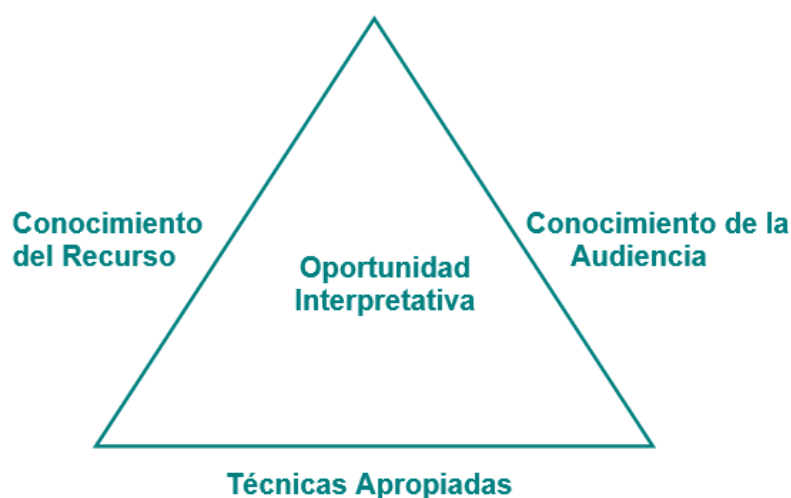 Conocimiento
del Recurso
Conocimiento de la
Audiencia
Oportunidad
Interpretativa
Técnicas Apropiadas